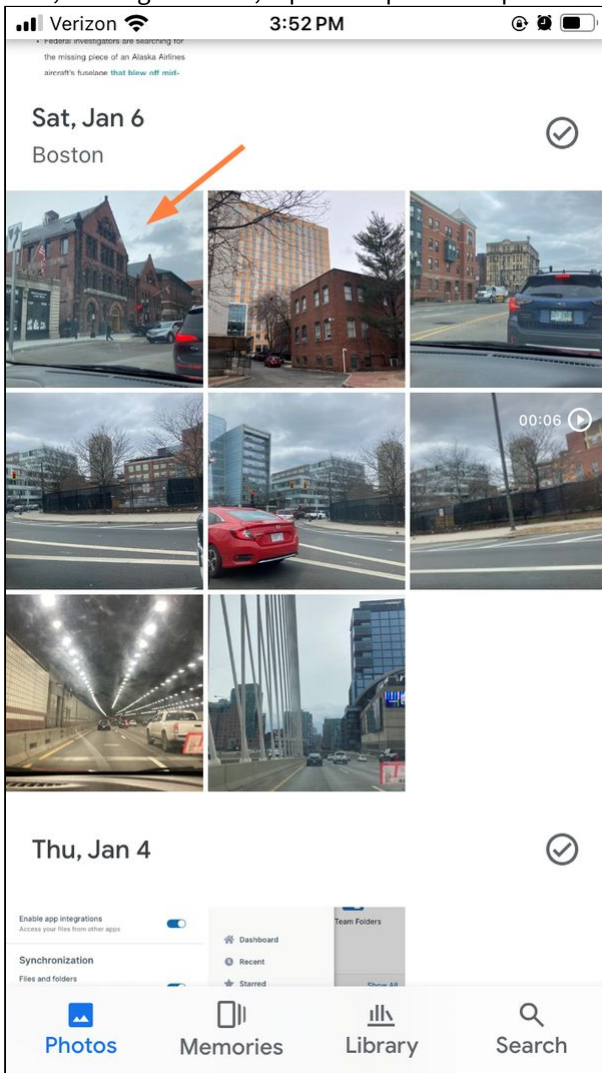 Verizon 3:52 PM
• Federal investigators are searching for
the missing piece of an Alaska Airlines
aircraft's fuselage that blew off mid-
Sat, Jan 6
Boston
00:06
Thu, Jan 4
Enable app integrations
Access your files from other apps
Synchronization
Files and folders
Dashboard
Recent
Starred
Team Folders
Show All
Photos Memories Library Search